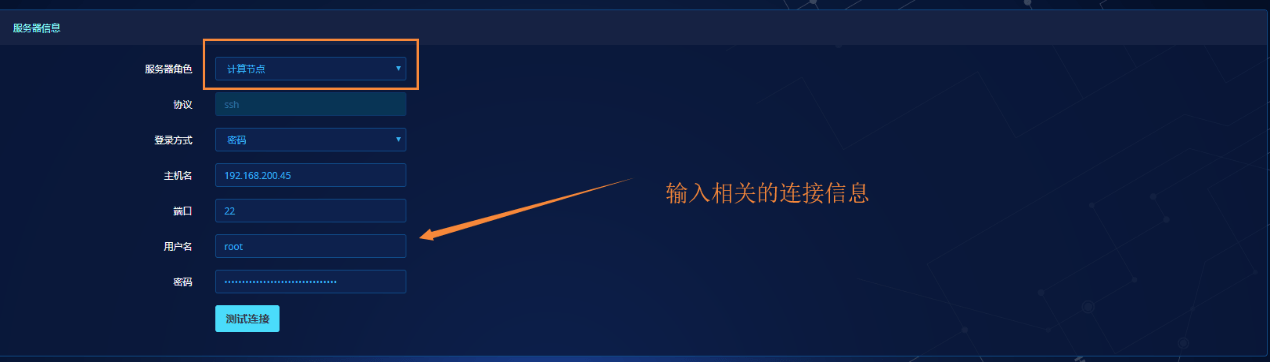 服务器信息
服务器角色 计算节点
协议 ssh
登录方式 密码
主机名 192.168.200.45
端口 22
输入相关的连接信息
用户名 root
密码 ································
测试连接